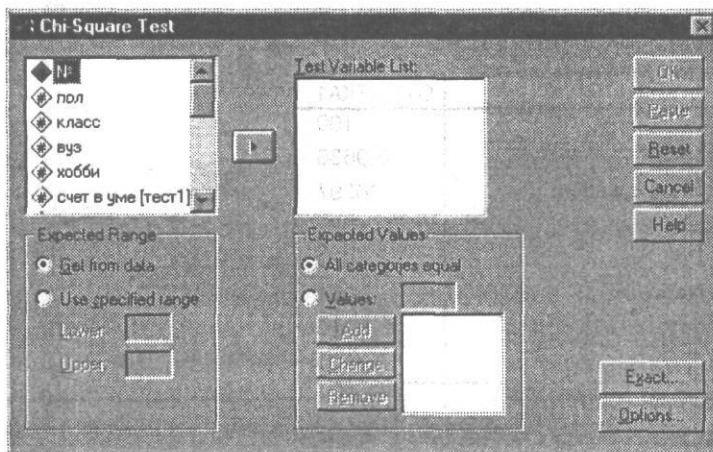 Chi-Square Test
№
пол
класс
вуз
хобби
счет в уме [тест1]
Test Variable List:
OK
Paste
Reset
Cancel
Help
Expected Range
Get from data
Use specified range
Lower:
Upper:
Expected Values
All categories equal
Values:
Add
Change
Remove
Exact...
Options...